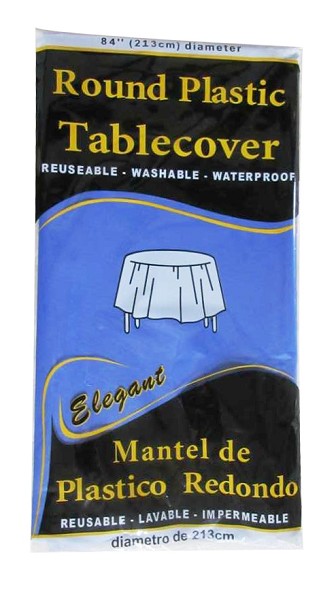 84'' (213cm) diameter
Round Plastic
Tablecover
REUSEABLE - WASHABLE - WATERPROOF
Elegant
Mantel de
Plastico Redondo
REUSABLE - LAVABLE - IMPERMEABLE
diametro de 213cm